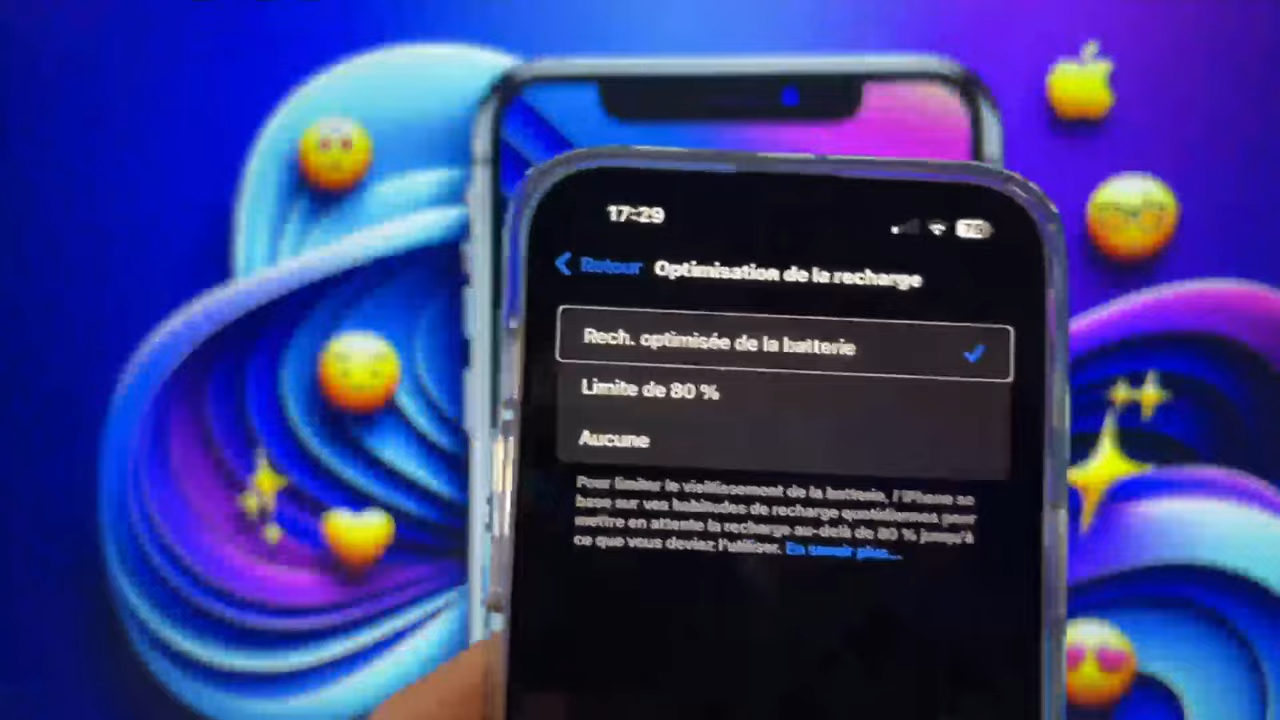 17:29
75
Retour Optimisation de la recharge
Rech. optimisée de la batterie
Limite de 80 %
Aucune
Pour limiter le vieillissement de la batterie, l'iPhone se
base sur vos habitudes de recharge quotidiennes pour
mettre en attente la recharge au-delà de 80 % jusqu'à
ce que vous deviez l'utiliser. En savoir plus...